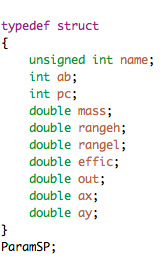 typedef struct
{
unsigned int name;
int ab;
int pc;
double mass;
double rangeh;
double rangel;
double effic;
double out;
double ax;
double ay;
}
ParamSP;